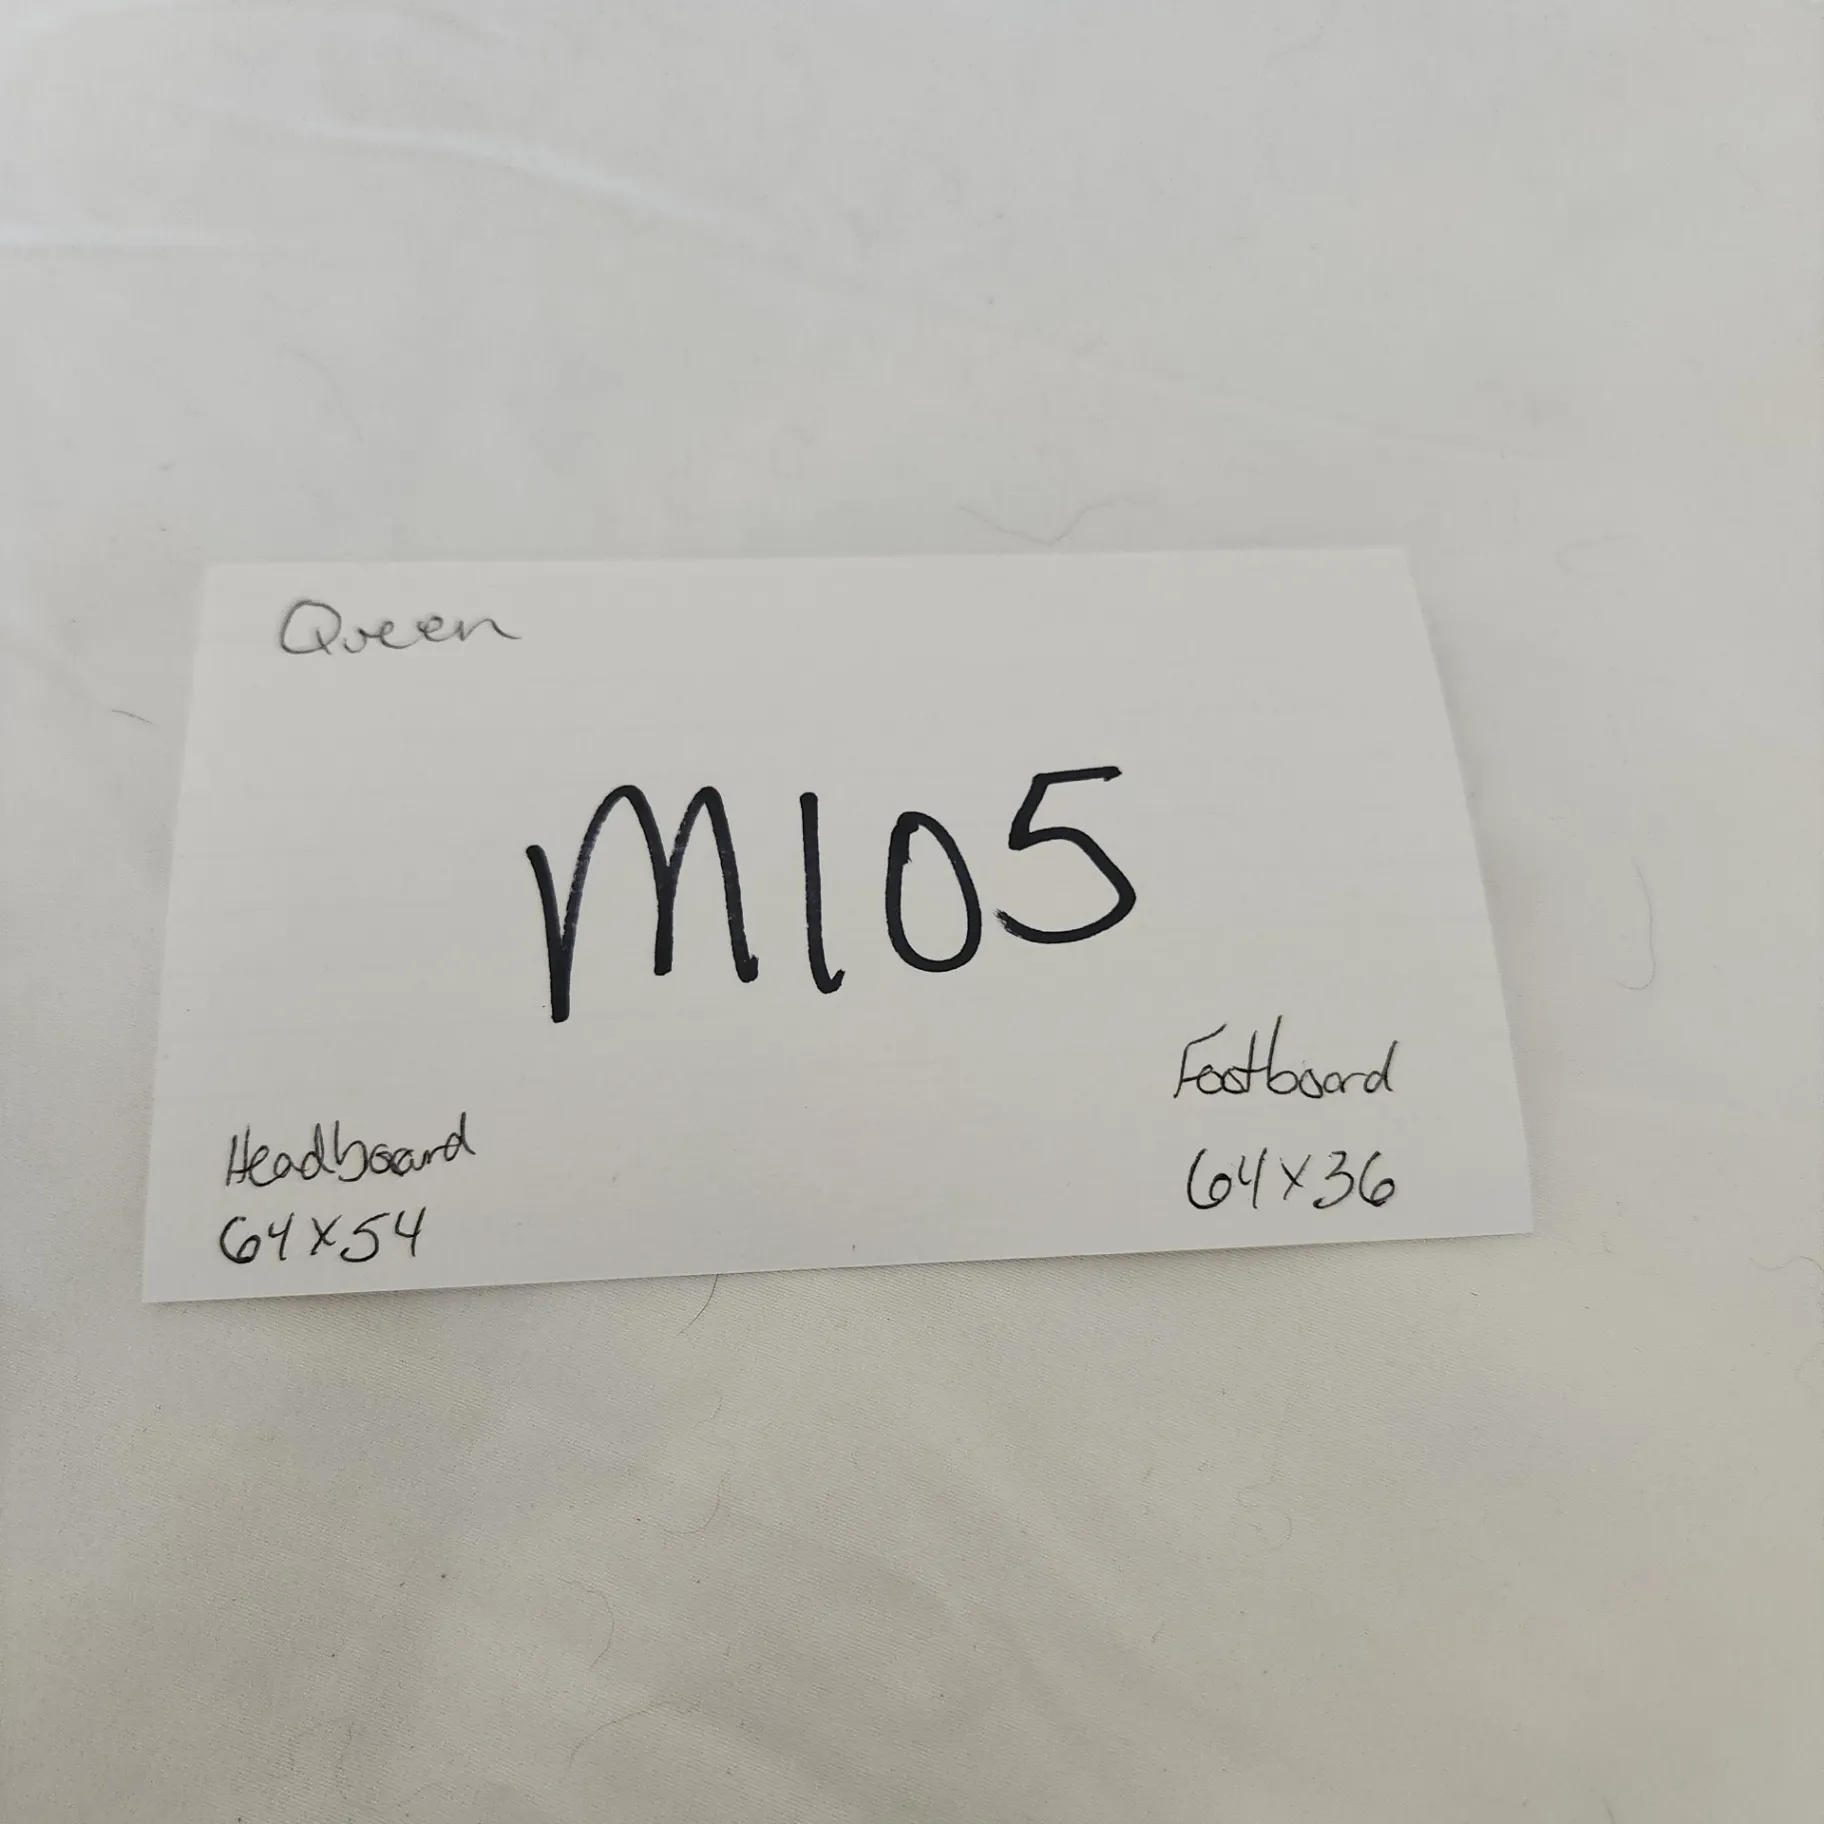 Queen
M105
Footboard
64x36
Headboard
64x54